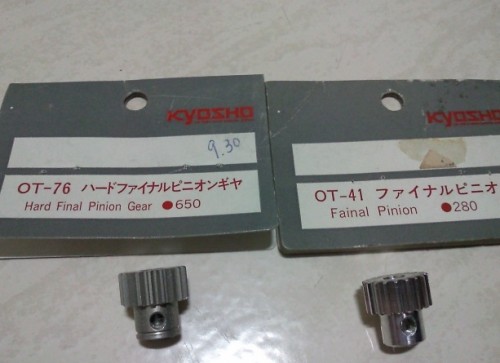 KYOSHO
9.30
OT-76 ハードファイナルピニオンギヤ
Hard Final Pinion Gear ●650
KYOSHO
OT-41 ファイナルピニオ
Fainal Pinion ●280